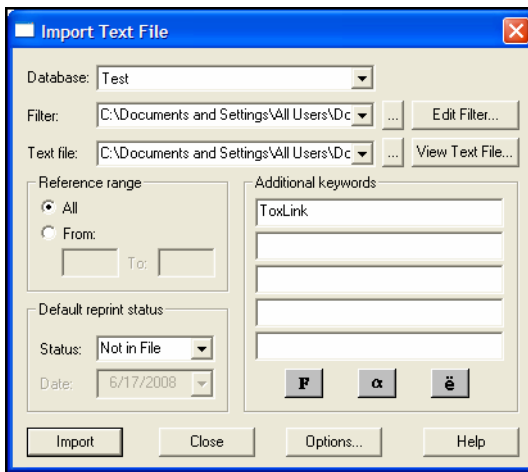 Import Text File
Database: Test
Filter: C:\Documents and Settings\All Users\Dc ... Edit Filter...
Text file: C:\Documents and Settings\All Users\Dc ... View Text File...
Reference range
All
From:
To:
Default reprint status
Status: Not in File
Date: 6/17/2008
Additional keywords
ToxLink
F α ë
Import Close Options... Help